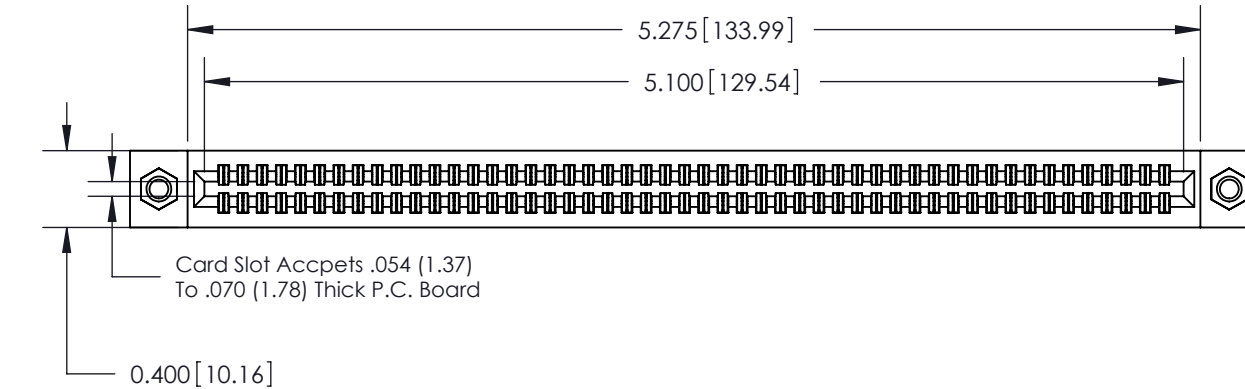 5.275[133.99]
5.100[129.54]
Card Slot Accpets .054 (1.37)
To .070 (1.78) Thick P.C. Board
0.400[10.16]